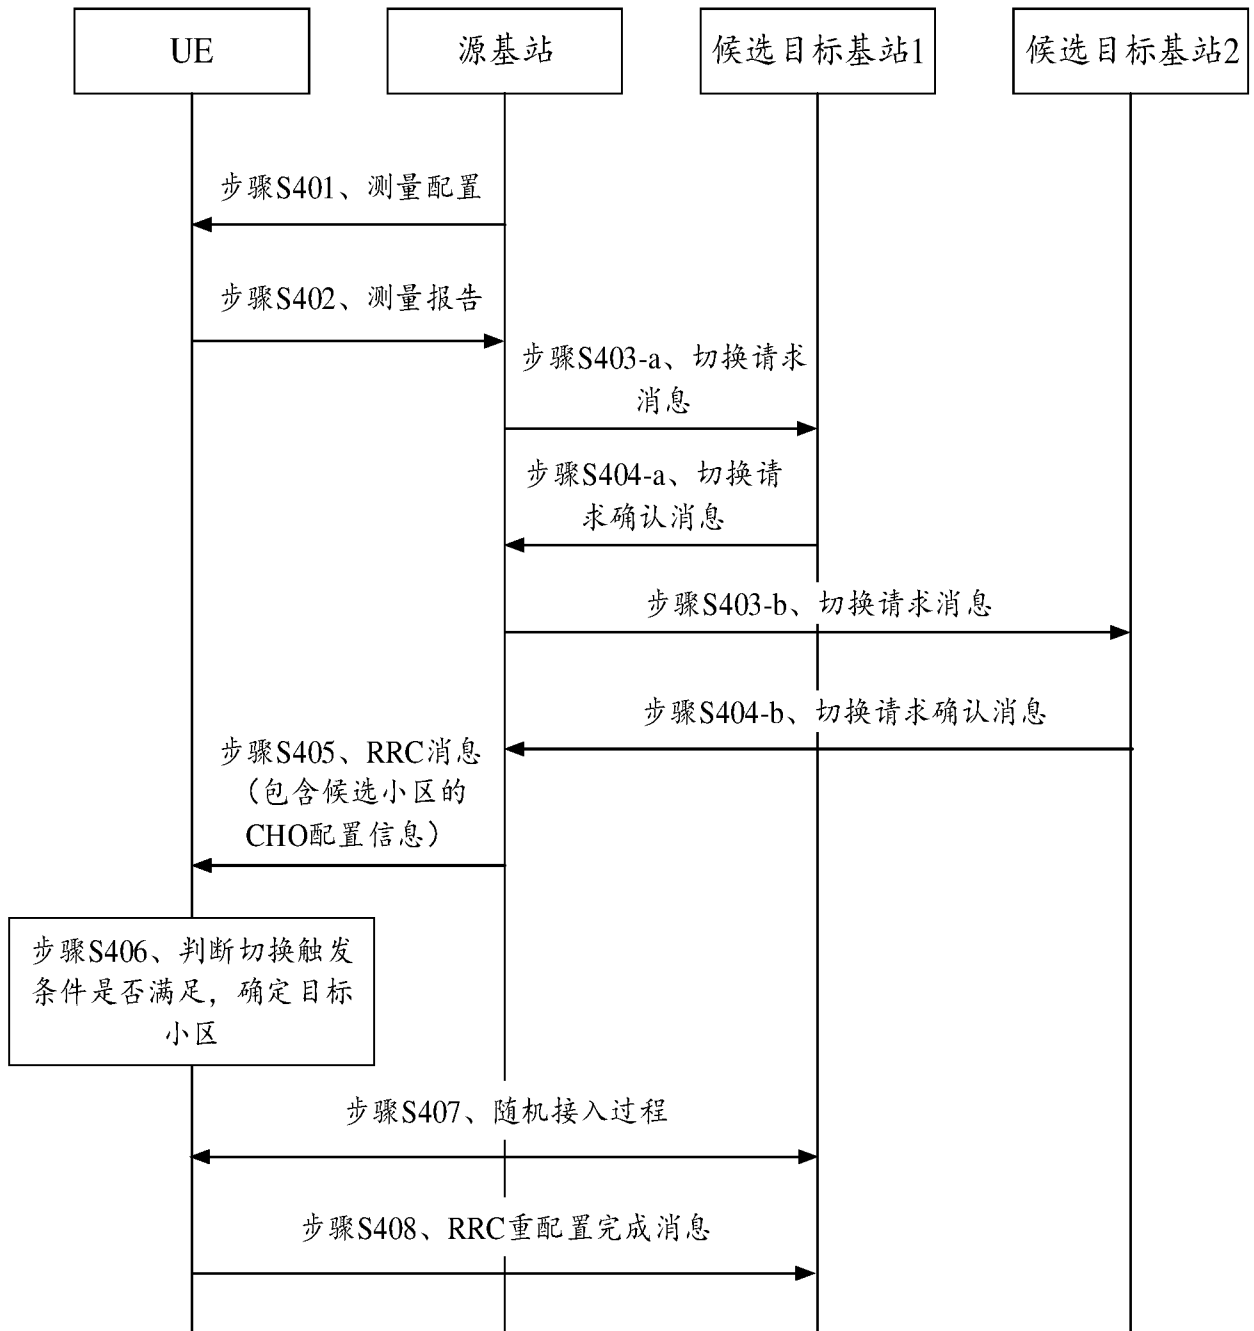 UE
源基站
候选目标基站1
候选目标基站2
步骤S401、测量配置
步骤S402、测量报告
步骤S403-a、切换请求
消息
步骤S404-a、切换请
求确认消息
步骤S403-b、切换请求消息
步骤S404-b、切换请求确认消息
步骤S405、RRC消息
（包含候选小区的
CHO配置信息）
步骤S406、判断切换触发
条件是否满足，确定目标
小区
步骤S407、随机接入过程
步骤S408、RRC重配置完成消息